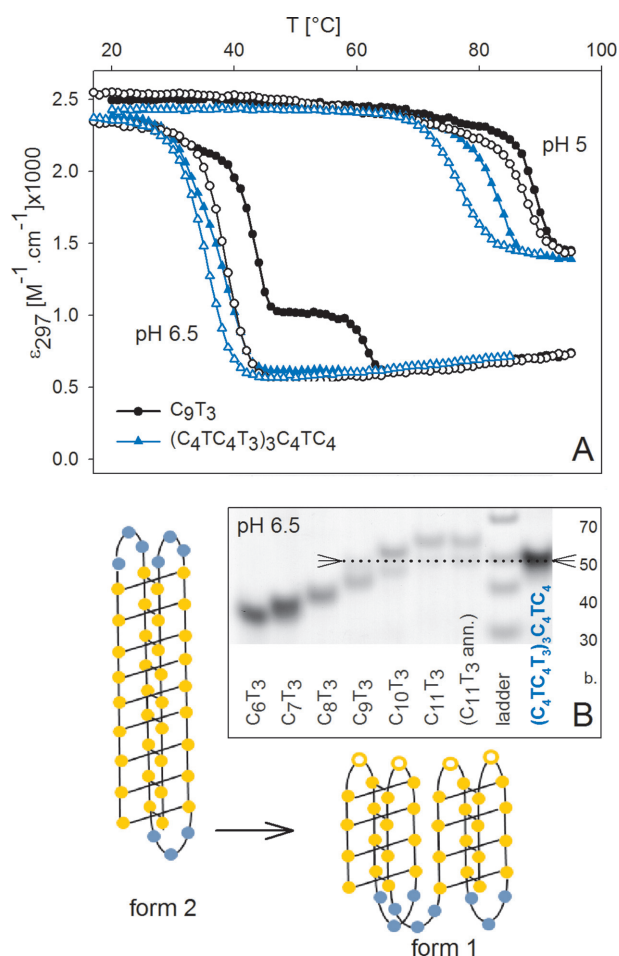 T [°C]
20 40 60 80 100
2.5
2.0
1.5
1.0
0.5
0.0
ε297 [M⁻¹ .cm⁻¹]x1000
pH 5
pH 6.5
C9T3
(C4TC4T3)3C4TC4
A
pH 6.5
70
50
40
30
b.
C6T3
C7T3
C8T3
C9T3
C10T3
C11T3
(C11T3 ann.)
ladder
(C4TC4T3)3C4TC4
B
form 2
form 1